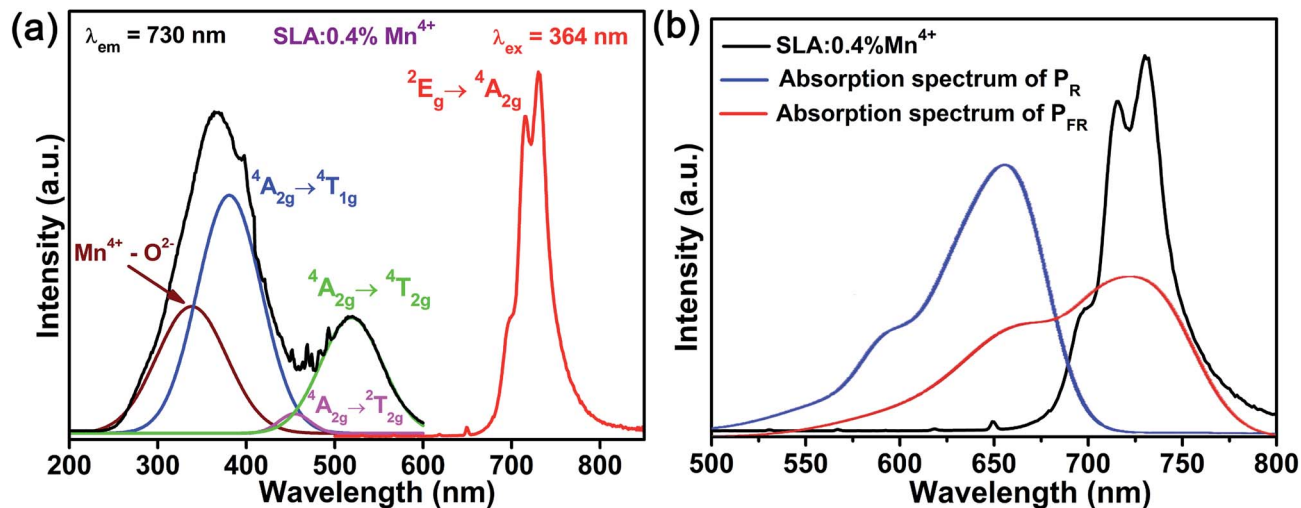 (a)
λem = 730 nm
SLA:0.4% Mn⁴⁺
λex = 364 nm
²Eg→ ⁴A2g
⁴A2g→⁴T1g
Mn⁴⁺ - O²⁻
⁴A2g→ ⁴T2g
⁴A2g→²T2g
Intensity (a.u.)
200 300 400 500 600 700 800
Wavelength (nm)
(b)
SLA:0.4%Mn⁴⁺
Absorption spectrum of PR
Absorption spectrum of PFR
Intensity (a.u.)
500 550 600 650 700 750 800
Wavelength (nm)